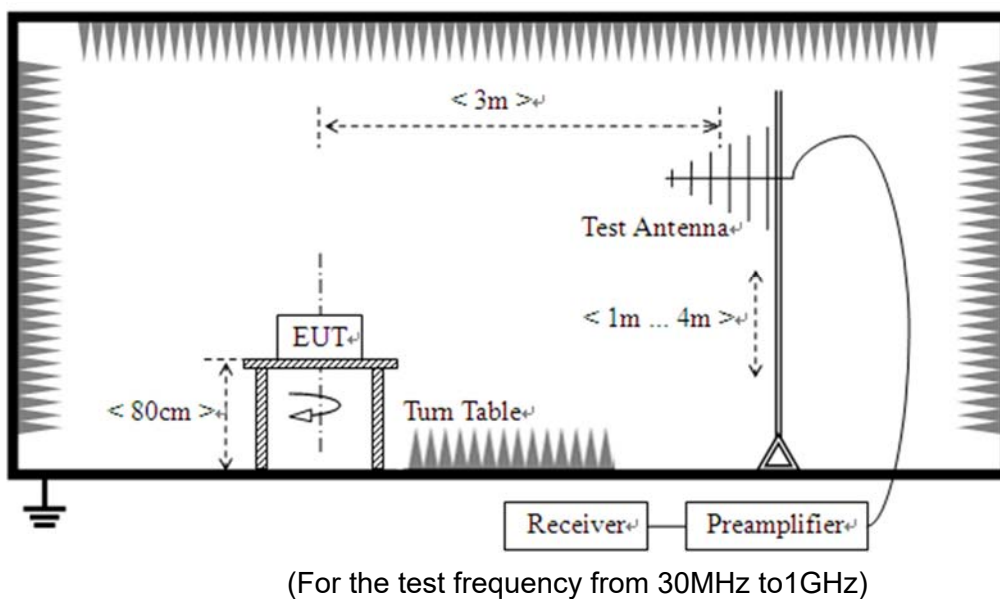 < 3m >↵
Test Antenna↵
< 1m ... 4m >↵
EUT↵
< 80cm >↵
Turn Table↵
Receiver↵
Preamplifier↵
(For the test frequency from 30MHz to1GHz)